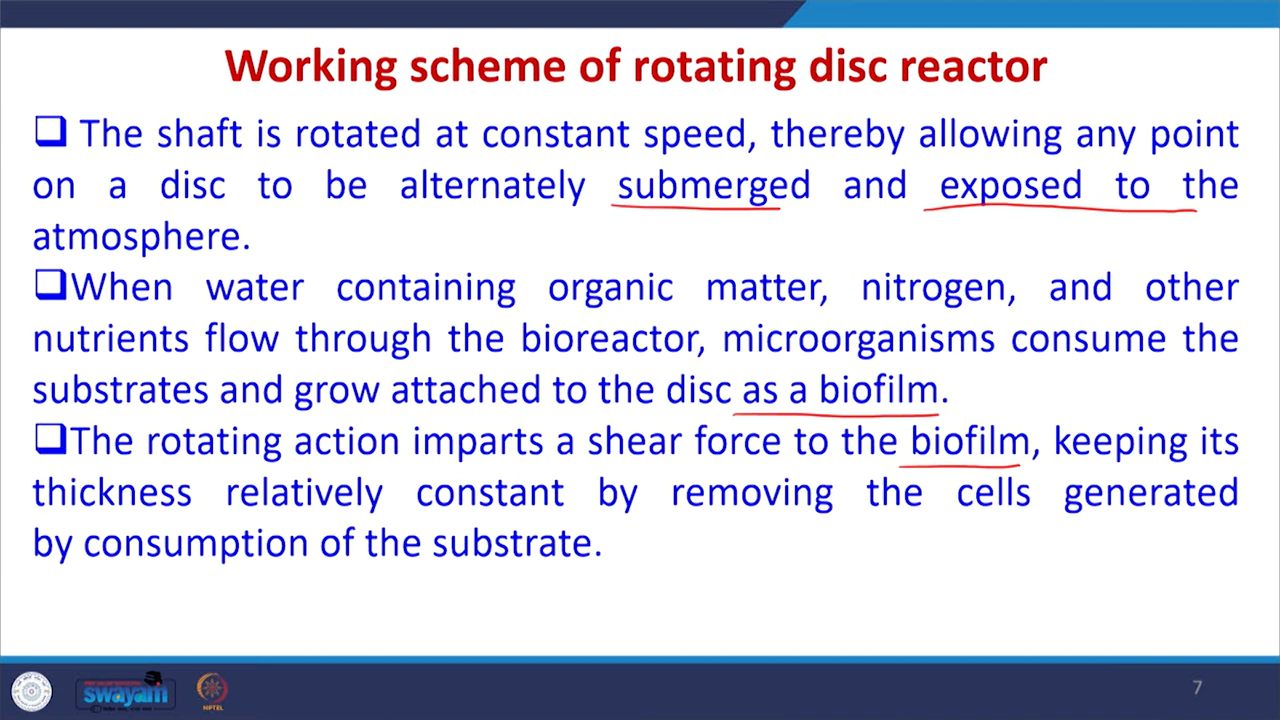 Working scheme of rotating disc reactor
❑ The shaft is rotated at constant speed, thereby allowing any point
on a disc to be alternately submerged and exposed to the
atmosphere.
❑When water containing organic matter, nitrogen, and other
nutrients flow through the bioreactor, microorganisms consume the
substrates and grow attached to the disc as a biofilm.
❑The rotating action imparts a shear force to the biofilm, keeping its
thickness relatively constant by removing the cells generated
by consumption of the substrate.
swayam
NPTEL
7